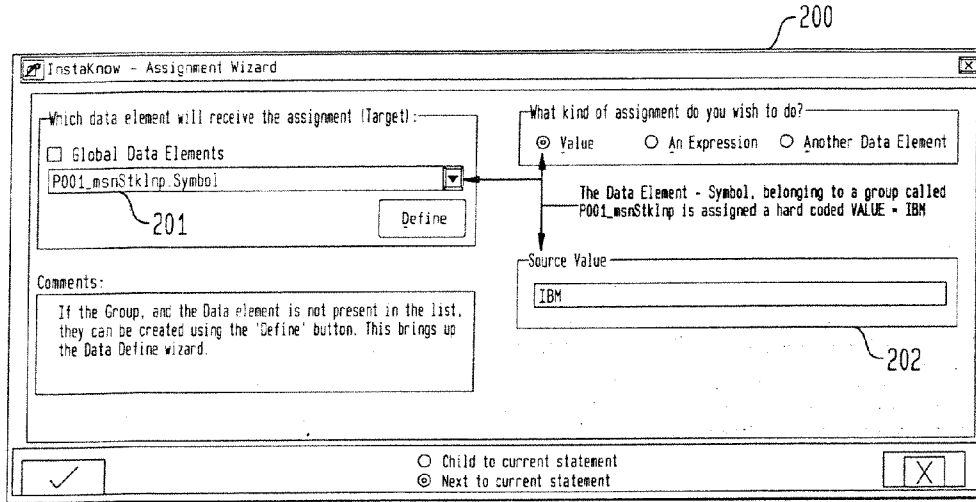 200
InstaKnow - Assignment Wizard
Which data element will receive the assignment (Target):
Global Data Elements
P001_msnStkInp.Symbol
201
Define
What kind of assignment do you wish to do?
Value
An Expression
Another Data Element
The Data Element - Symbol, belonging to a group called
P001_msnStkInp is assigned a hard coded VALUE = IBM
Source Value
IBM
202
Comments:
If the Group, and the Data element is not present in the list,
they can be created using the 'Define' button. This brings up
the Data Define wizard.
Child to current statement
Next to current statement